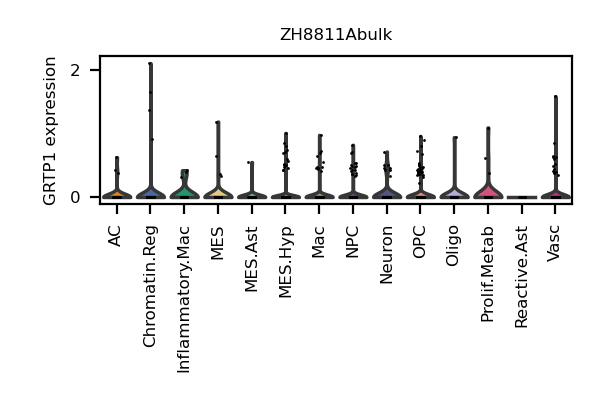 ZH8811Abulk
GRTP1 expression
2
0
AC
Chromatin.Reg
Inflammatory.Mac
MES
MES.Ast
MES.Hyp
Mac
NPC
Neuron
OPC
Oligo
Prolif.Metab
Reactive.Ast
Vasc